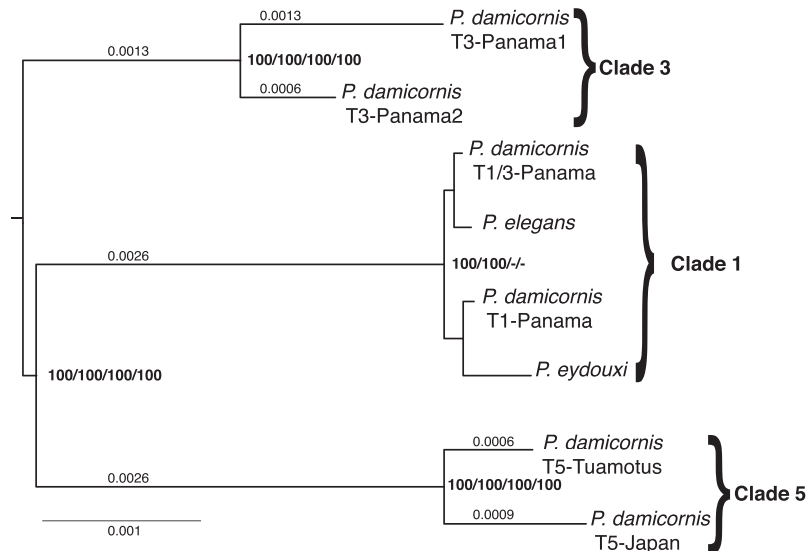 0.0013
P. damicornis
T3-Panama1
0.0013
100/100/100/100
Clade 3
0.0006
P. damicornis
T3-Panama2
P. damicornis
T1/3-Panama
P. elegans
0.0026
100/100/-/-
Clade 1
P. damicornis
T1-Panama
P. eydouxi
100/100/100/100
0.0006
P. damicornis
T5-Tuamotus
0.0026
100/100/100/100
Clade 5
0.0009
P. damicornis
T5-Japan
0.001